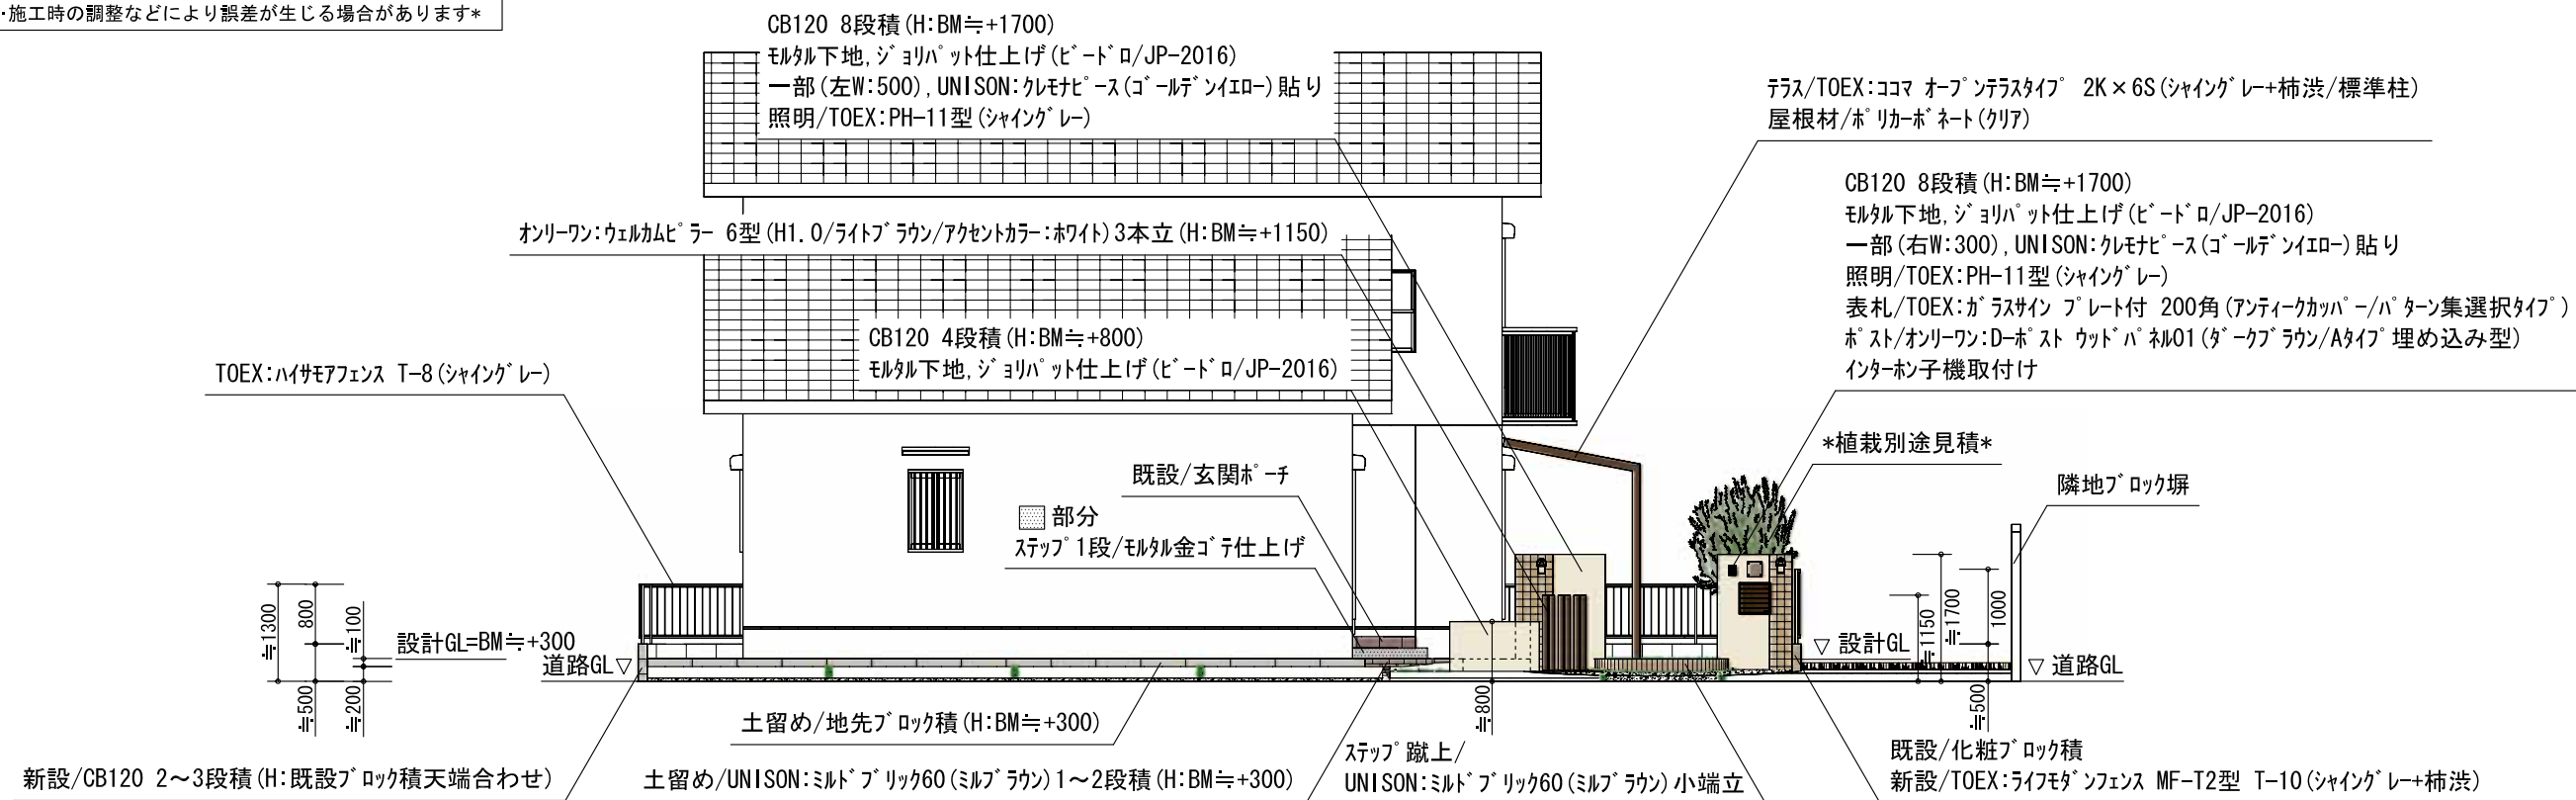 ･施工時の調整などにより誤差が生じる場合があります*
CB120 8段積(H:BM≒+1700)
ﾓﾙﾀﾙ下地,ｼﾞｮﾘﾊﾟｯﾄ仕上げ(ﾋﾞｰﾄﾞﾛ/JP-2016)
一部(左W:500),UNISON:ｸﾚﾓﾅﾋﾟｰｽ(ｺﾞｰﾙﾃﾞﾝｲｴﾛｰ)貼り
照明/TOEX:PH-11型(ｼｬｲﾝｸﾞﾚｰ)
ﾃﾗｽ/TOEX:ｺｺﾏ ｵｰﾌﾟﾝﾃﾗｽﾀｲﾌﾟ 2K×6S(ｼｬｲﾝｸﾞﾚｰ+柿渋/標準柱)
屋根材/ﾎﾟﾘｶｰﾎﾞﾈｰﾄ(ｸﾘｱ)
CB120 8段積(H:BM≒+1700)
ﾓﾙﾀﾙ下地,ｼﾞｮﾘﾊﾟｯﾄ仕上げ(ﾋﾞｰﾄﾞﾛ/JP-2016)
一部(右W:300),UNISON:ｸﾚﾓﾅﾋﾟｰｽ(ｺﾞｰﾙﾃﾞﾝｲｴﾛｰ)貼り
照明/TOEX:PH-11型(ｼｬｲﾝｸﾞﾚｰ)
表札/TOEX:ｶﾞﾗｽｻｲﾝ ﾌﾟﾚｰﾄ付 200角(ｱﾝﾃｨｰｸｶｯﾊﾟｰ/ﾊﾟﾀｰﾝ集選択ﾀｲﾌﾟ)
ﾎﾟｽﾄ/ｵﾝﾘｰﾜﾝ:D-ﾎﾟｽﾄ ｳｯﾄﾞﾊﾟﾈﾙ01(ﾀﾞｰｸﾌﾞﾗｳﾝ/Aﾀｲﾌﾟ埋め込み型)
ｲﾝﾀｰﾎﾝ子機取付け
ｵﾝﾘｰﾜﾝ:ｳｪﾙｶﾑﾋﾟﾗｰ 6型(H1.0/ﾗｲﾄﾌﾞﾗｳﾝ/ｱｸｾﾝﾄｶﾗｰ:ﾎﾜｲﾄ)3本立(H:BM≒+1150)
CB120 4段積(H:BM≒+800)
ﾓﾙﾀﾙ下地,ｼﾞｮﾘﾊﾟｯﾄ仕上げ(ﾋﾞｰﾄﾞﾛ/JP-2016)
TOEX:ﾊｲｻﾓｱﾌｪﾝｽ T-8(ｼｬｲﾝｸﾞﾚｰ)
*植栽別途見積*
隣地ﾌﾞﾛｯｸ塀
既設/玄関ﾎﾟｰﾁ
部分
ｽﾃｯﾌﾟ1段/ﾓﾙﾀﾙ金ｺﾞﾃ仕上げ
≒1300
800
≒100
≒500
≒200
設計GL=BM≒+300
道路GL▽
≒800
▽設計GL
≒1150
≒1700
1000
≒500
▽道路GL
土留め/地先ﾌﾞﾛｯｸ積(H:BM≒+300)
新設/CB120 2〜3段積(H:既設ﾌﾞﾛｯｸ積天端合わせ)
土留め/UNISON:ﾐﾙﾄﾞﾌﾞﾘｯｸ60(ﾐﾙﾌﾞﾗｳﾝ)1〜2段積(H:BM≒+300)
ｽﾃｯﾌﾟ蹴上/
UNISON:ﾐﾙﾄﾞﾌﾞﾘｯｸ60(ﾐﾙﾌﾞﾗｳﾝ)小端立
既設/化粧ﾌﾞﾛｯｸ積
新設/TOEX:ﾗｲﾌﾓﾀﾞﾝﾌｪﾝｽ MF-T2型 T-10(ｼｬｲﾝｸﾞﾚｰ+柿渋)